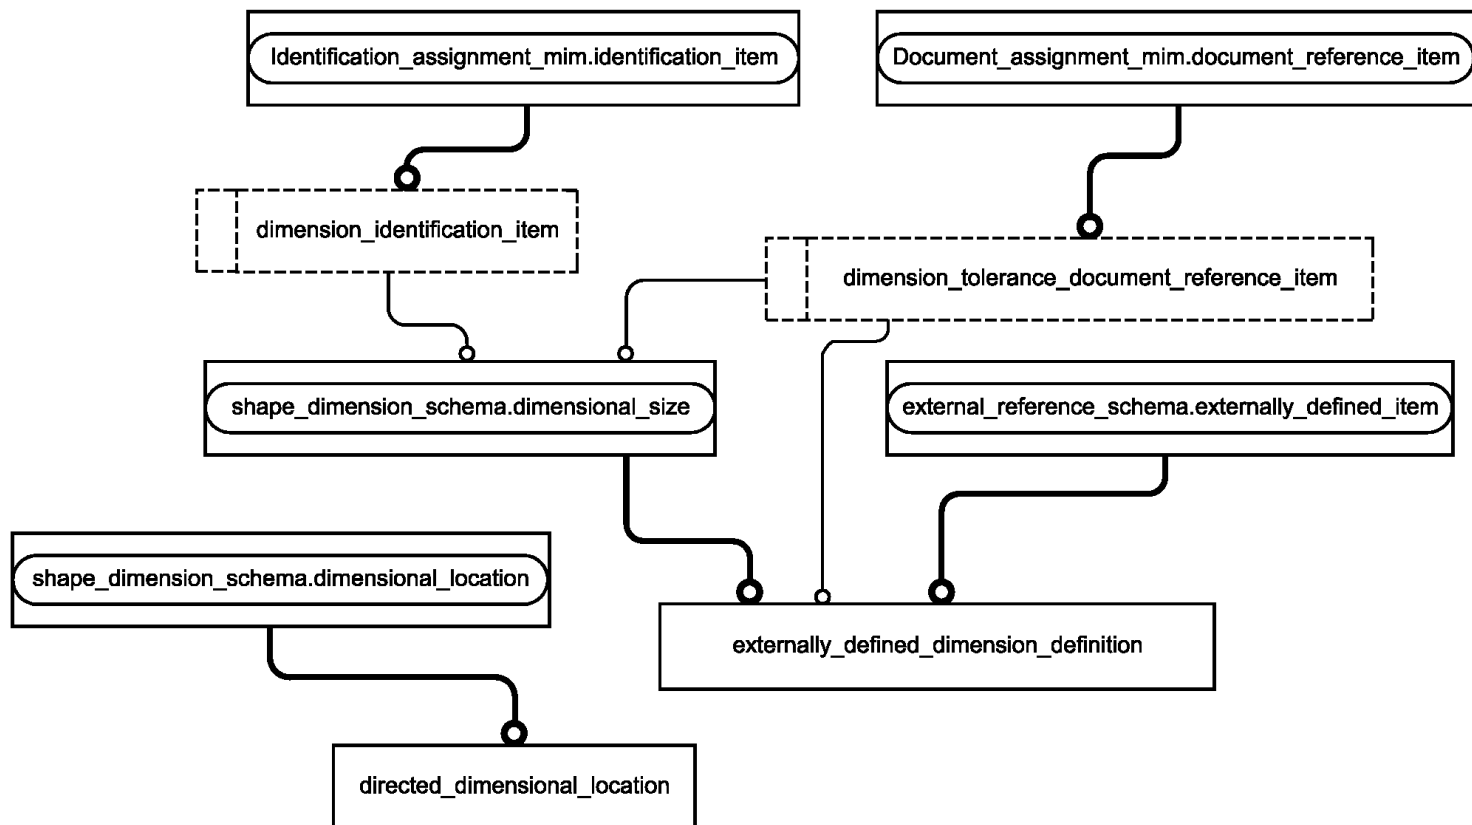 Identification_assignment_mim.identification_item
Document_assignment_mim.document_reference_item
dimension_identification_item
dimension_tolerance_document_reference_item
shape_dimension_schema.dimensional_size
external_reference_schema.externally_defined_item
shape_dimension_schema.dimensional_location
externally_defined_dimension_definition
directed_dimensional_location